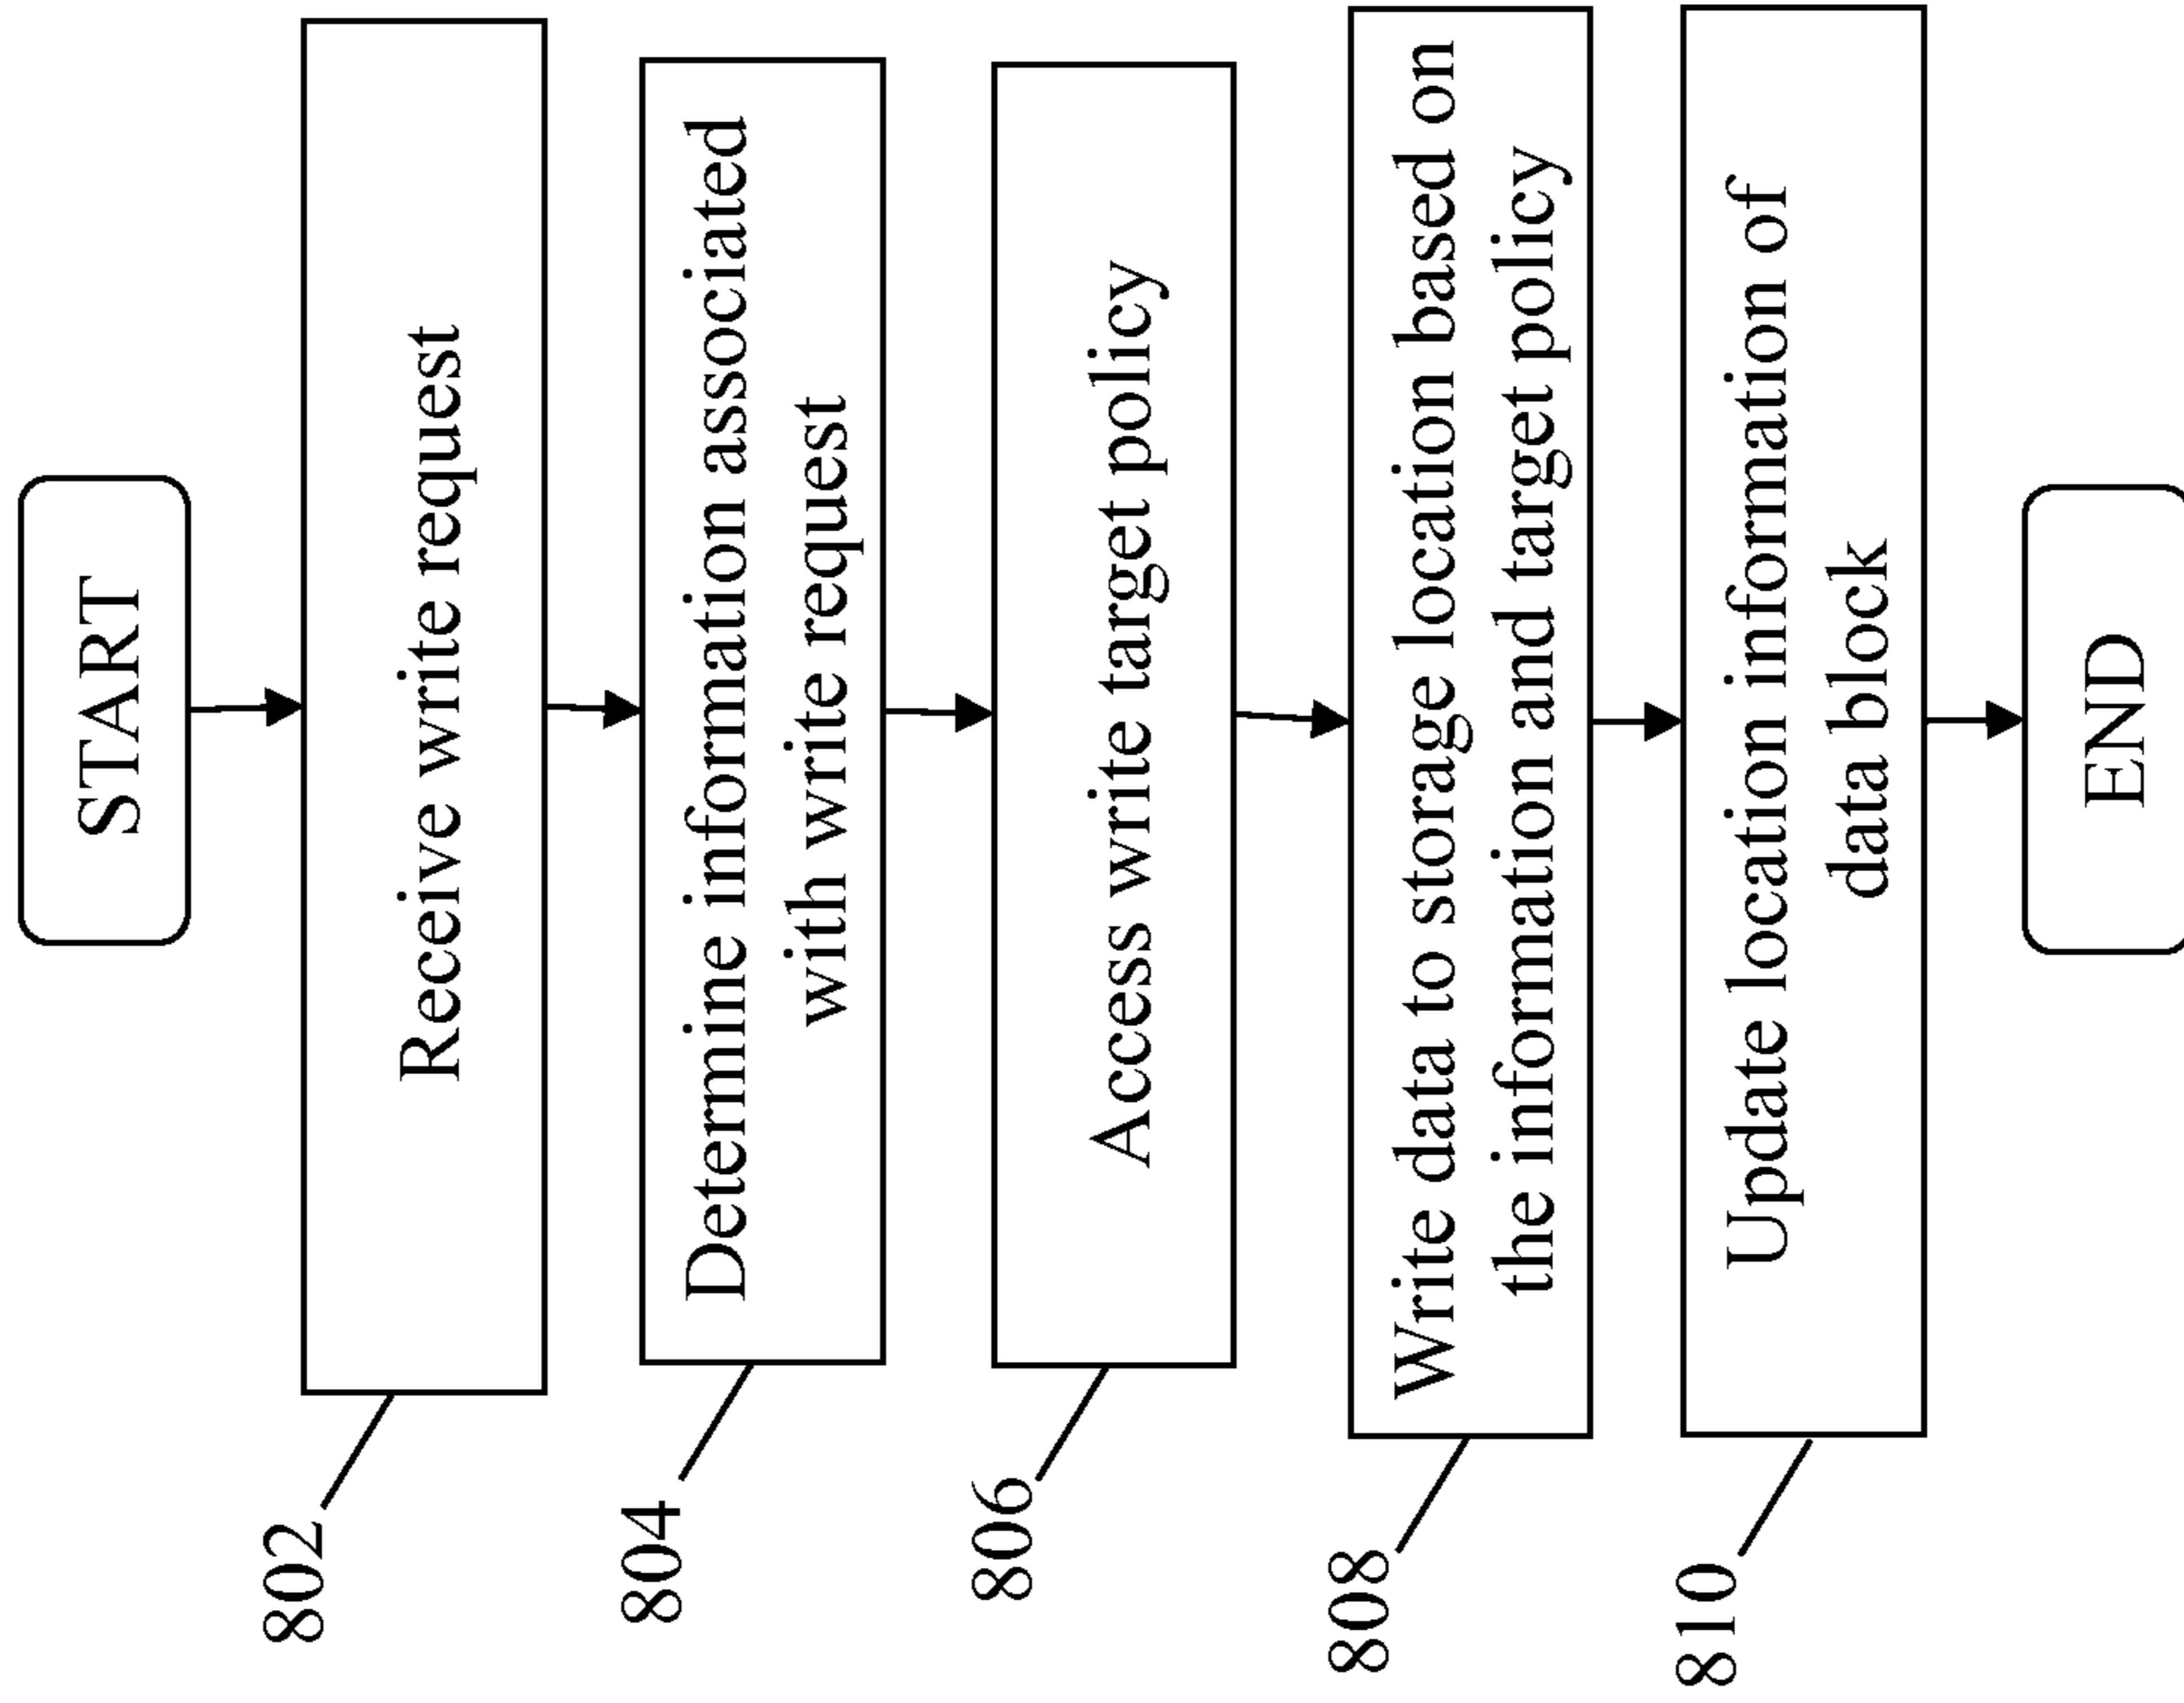 START
802
Receive write request
804
Determine information associated
with write request
806
Access write target policy
808
Write data to storage location based on
the information and target policy
810
Update location information of
data block
END